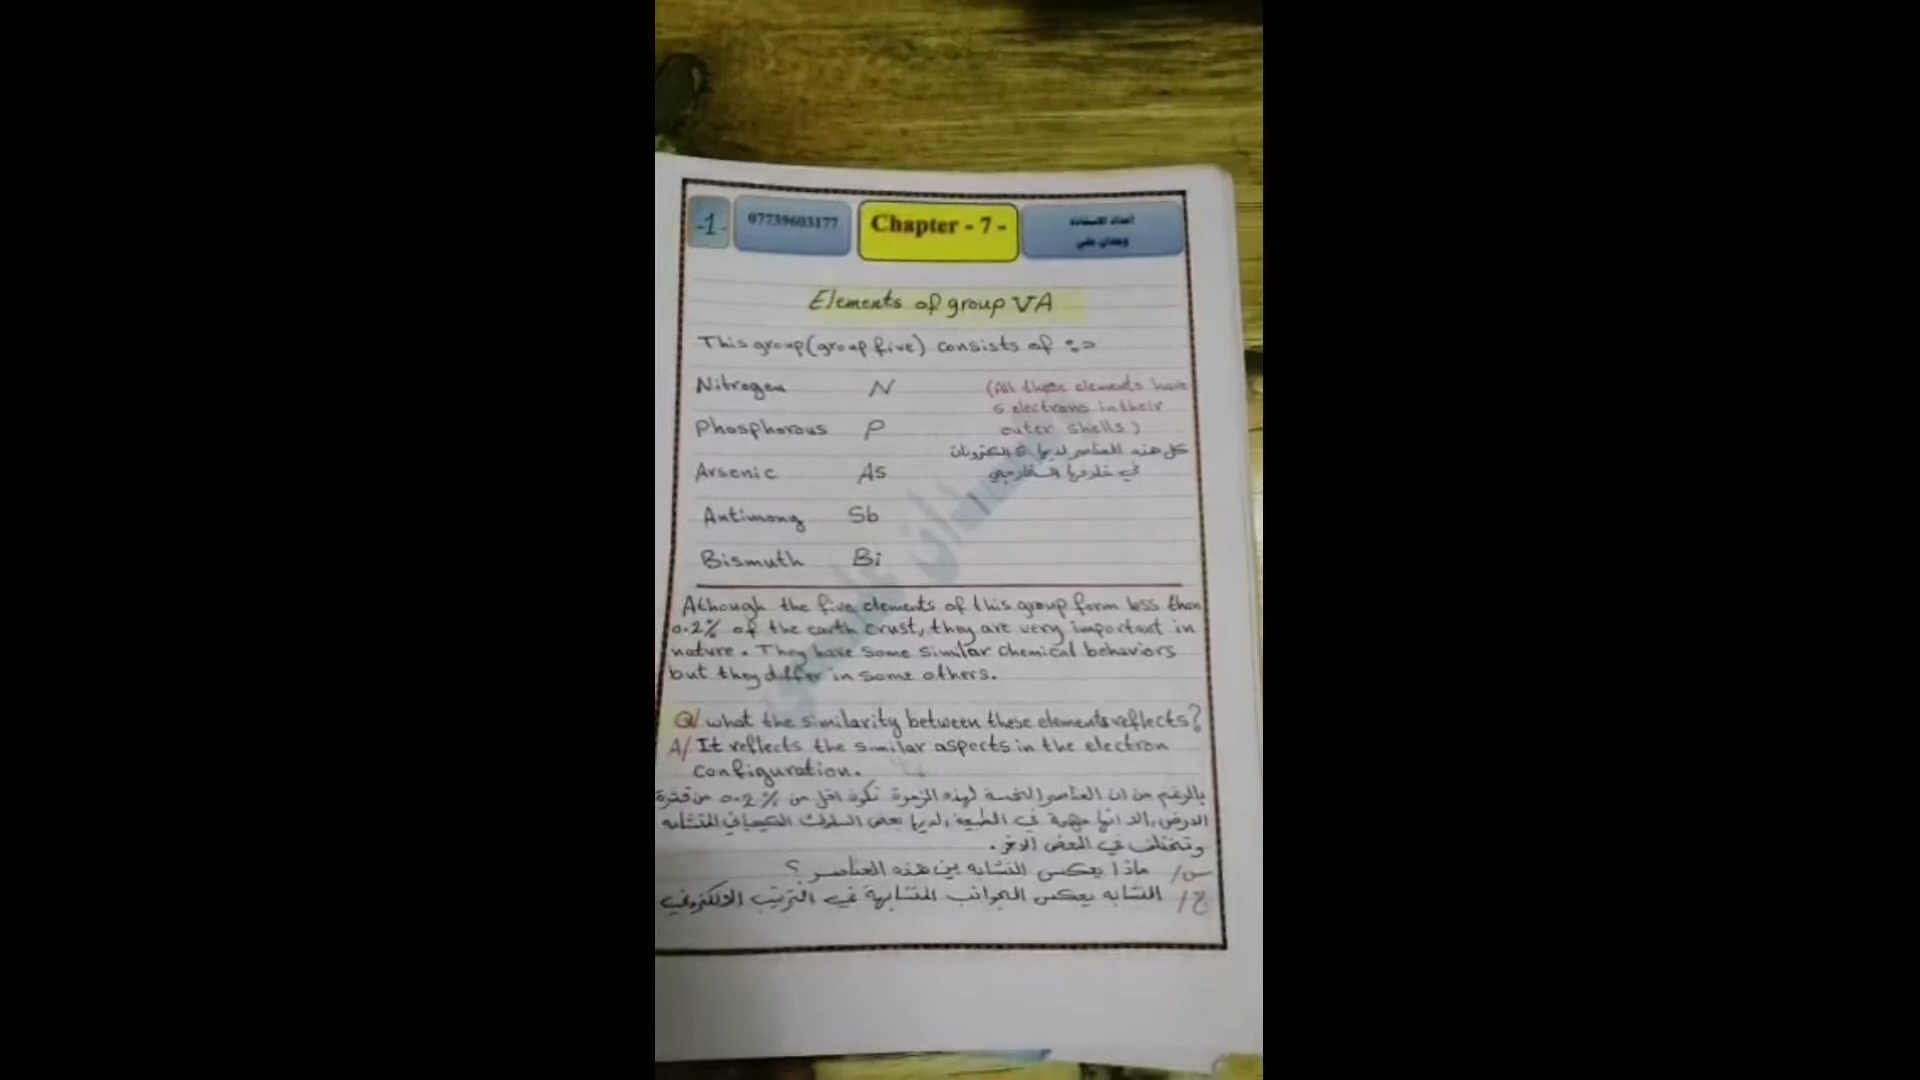 -1-
07739603177
Chapter - 7 -
اعداد الاستاذة
وجدان علي
Elements of group VA
This group (group five) consists of :->
Nitrogen N
(All these elements have
5 electrons in their
Phosphorous P
outer shells)
كل هذه العناصر لديها 5 الكترونات
Arsenic As
في غلافها الخارجي
Antimony Sb
Bismuth Bi
Although the five elements of this group form less than
0.2% of the earth crust, they are very important in
nature. They have some similar chemical behaviors
but they differ in some others.
Q/ what the similarity between these elements reflects?
A/ It reflects the similar aspects in the electron
configuration.
بالرغم من ان العناصر الخمسة لهذه الزمرة تكون اقل من 0.2% من قشرة
الارض، الا انها مهمة في الطبيعة، لديها بعض السلوك الكيميائي المتشابه
وتختلف في البعض الاخر.
س/ ماذا يعكس التشابه بين هذه العناصر؟
ج/ التشابه يعكس الجوانب المتشابهة في الترتيب الالكتروني